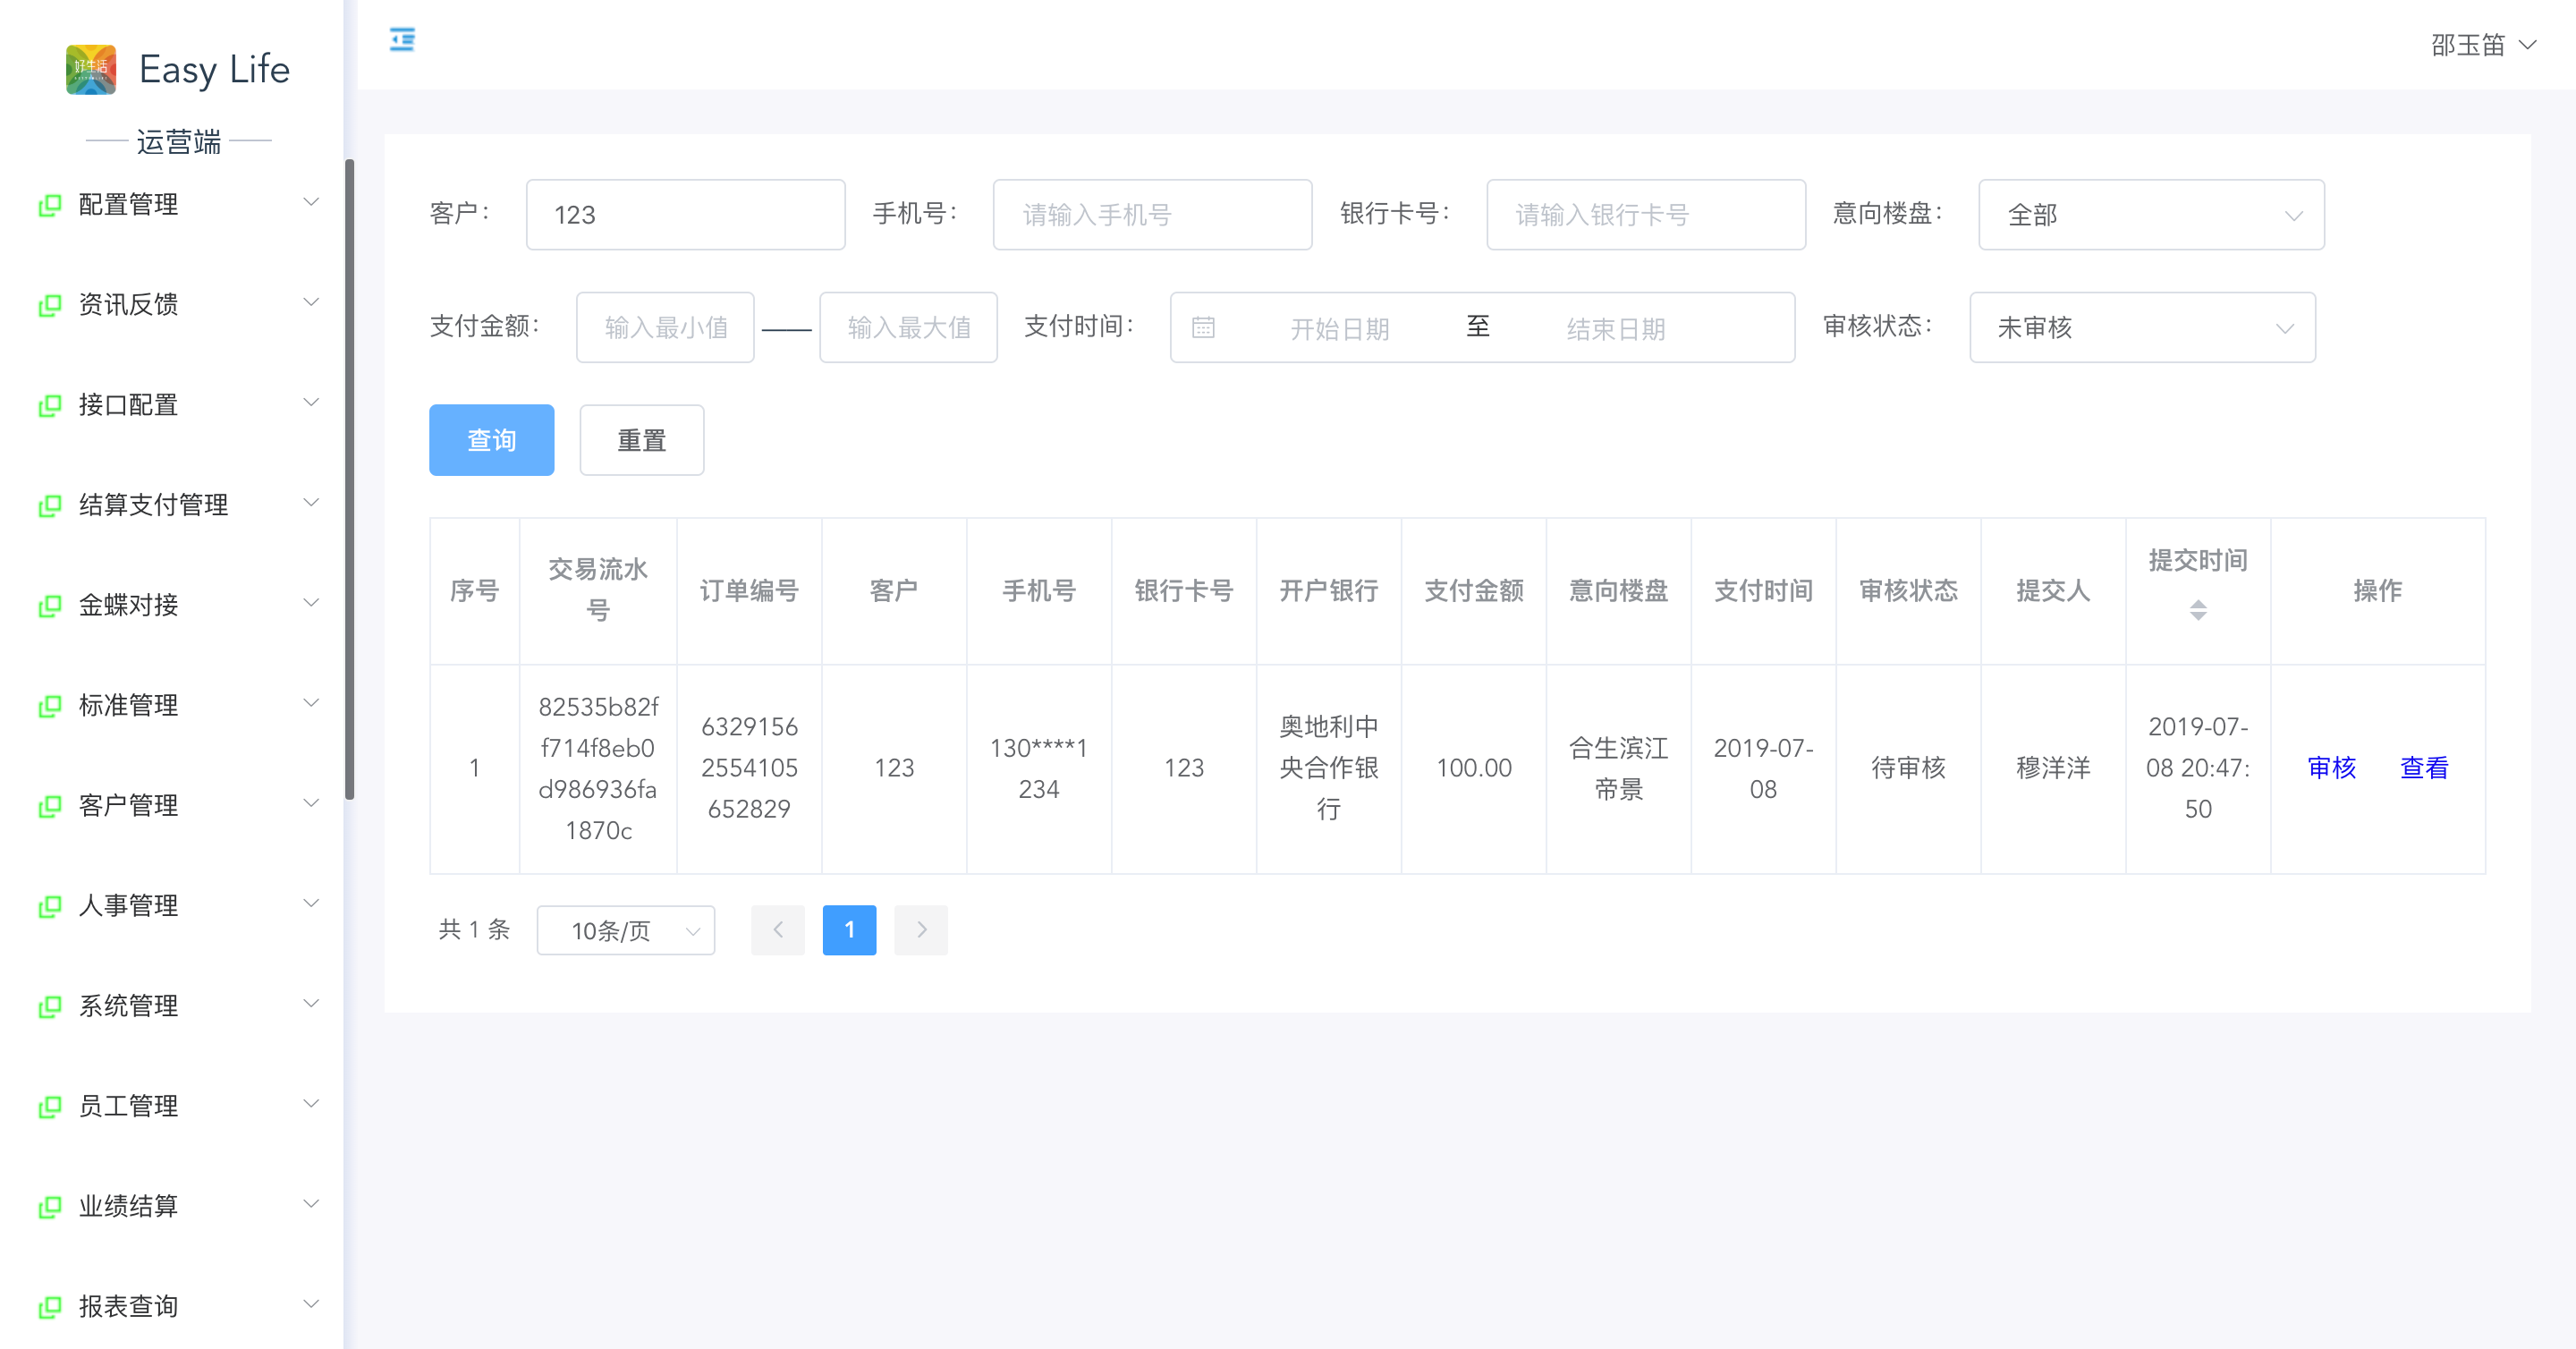 好生活
Easy Life
运营端
配置管理
资讯反馈
接口配置
结算支付管理
金蝶对接
标准管理
客户管理
人事管理
系统管理
员工管理
业绩结算
报表查询
邵玉笛
客户： 123 手机号： 请输入手机号 银行卡号： 请输入银行卡号 意向楼盘： 全部
支付金额： 输入最小值 —— 输入最大值 支付时间： 开始日期 至 结束日期 审核状态： 未审核
查询 重置
序号
交易流水
号
订单编号
客户
手机号
银行卡号
开户银行
支付金额
意向楼盘
支付时间
审核状态
提交人
提交时间
操作
1
82535b82f
f714f8eb0
d986936fa
1870c
6329156
2554105
652829
123
130****1
234
123
奥地利中
央合作银
行
100.00
合生滨江
帝景
2019-07-
08
待审核
穆洋洋
2019-07-
08 20:47:
50
审核 查看
共 1 条 10条/页 1